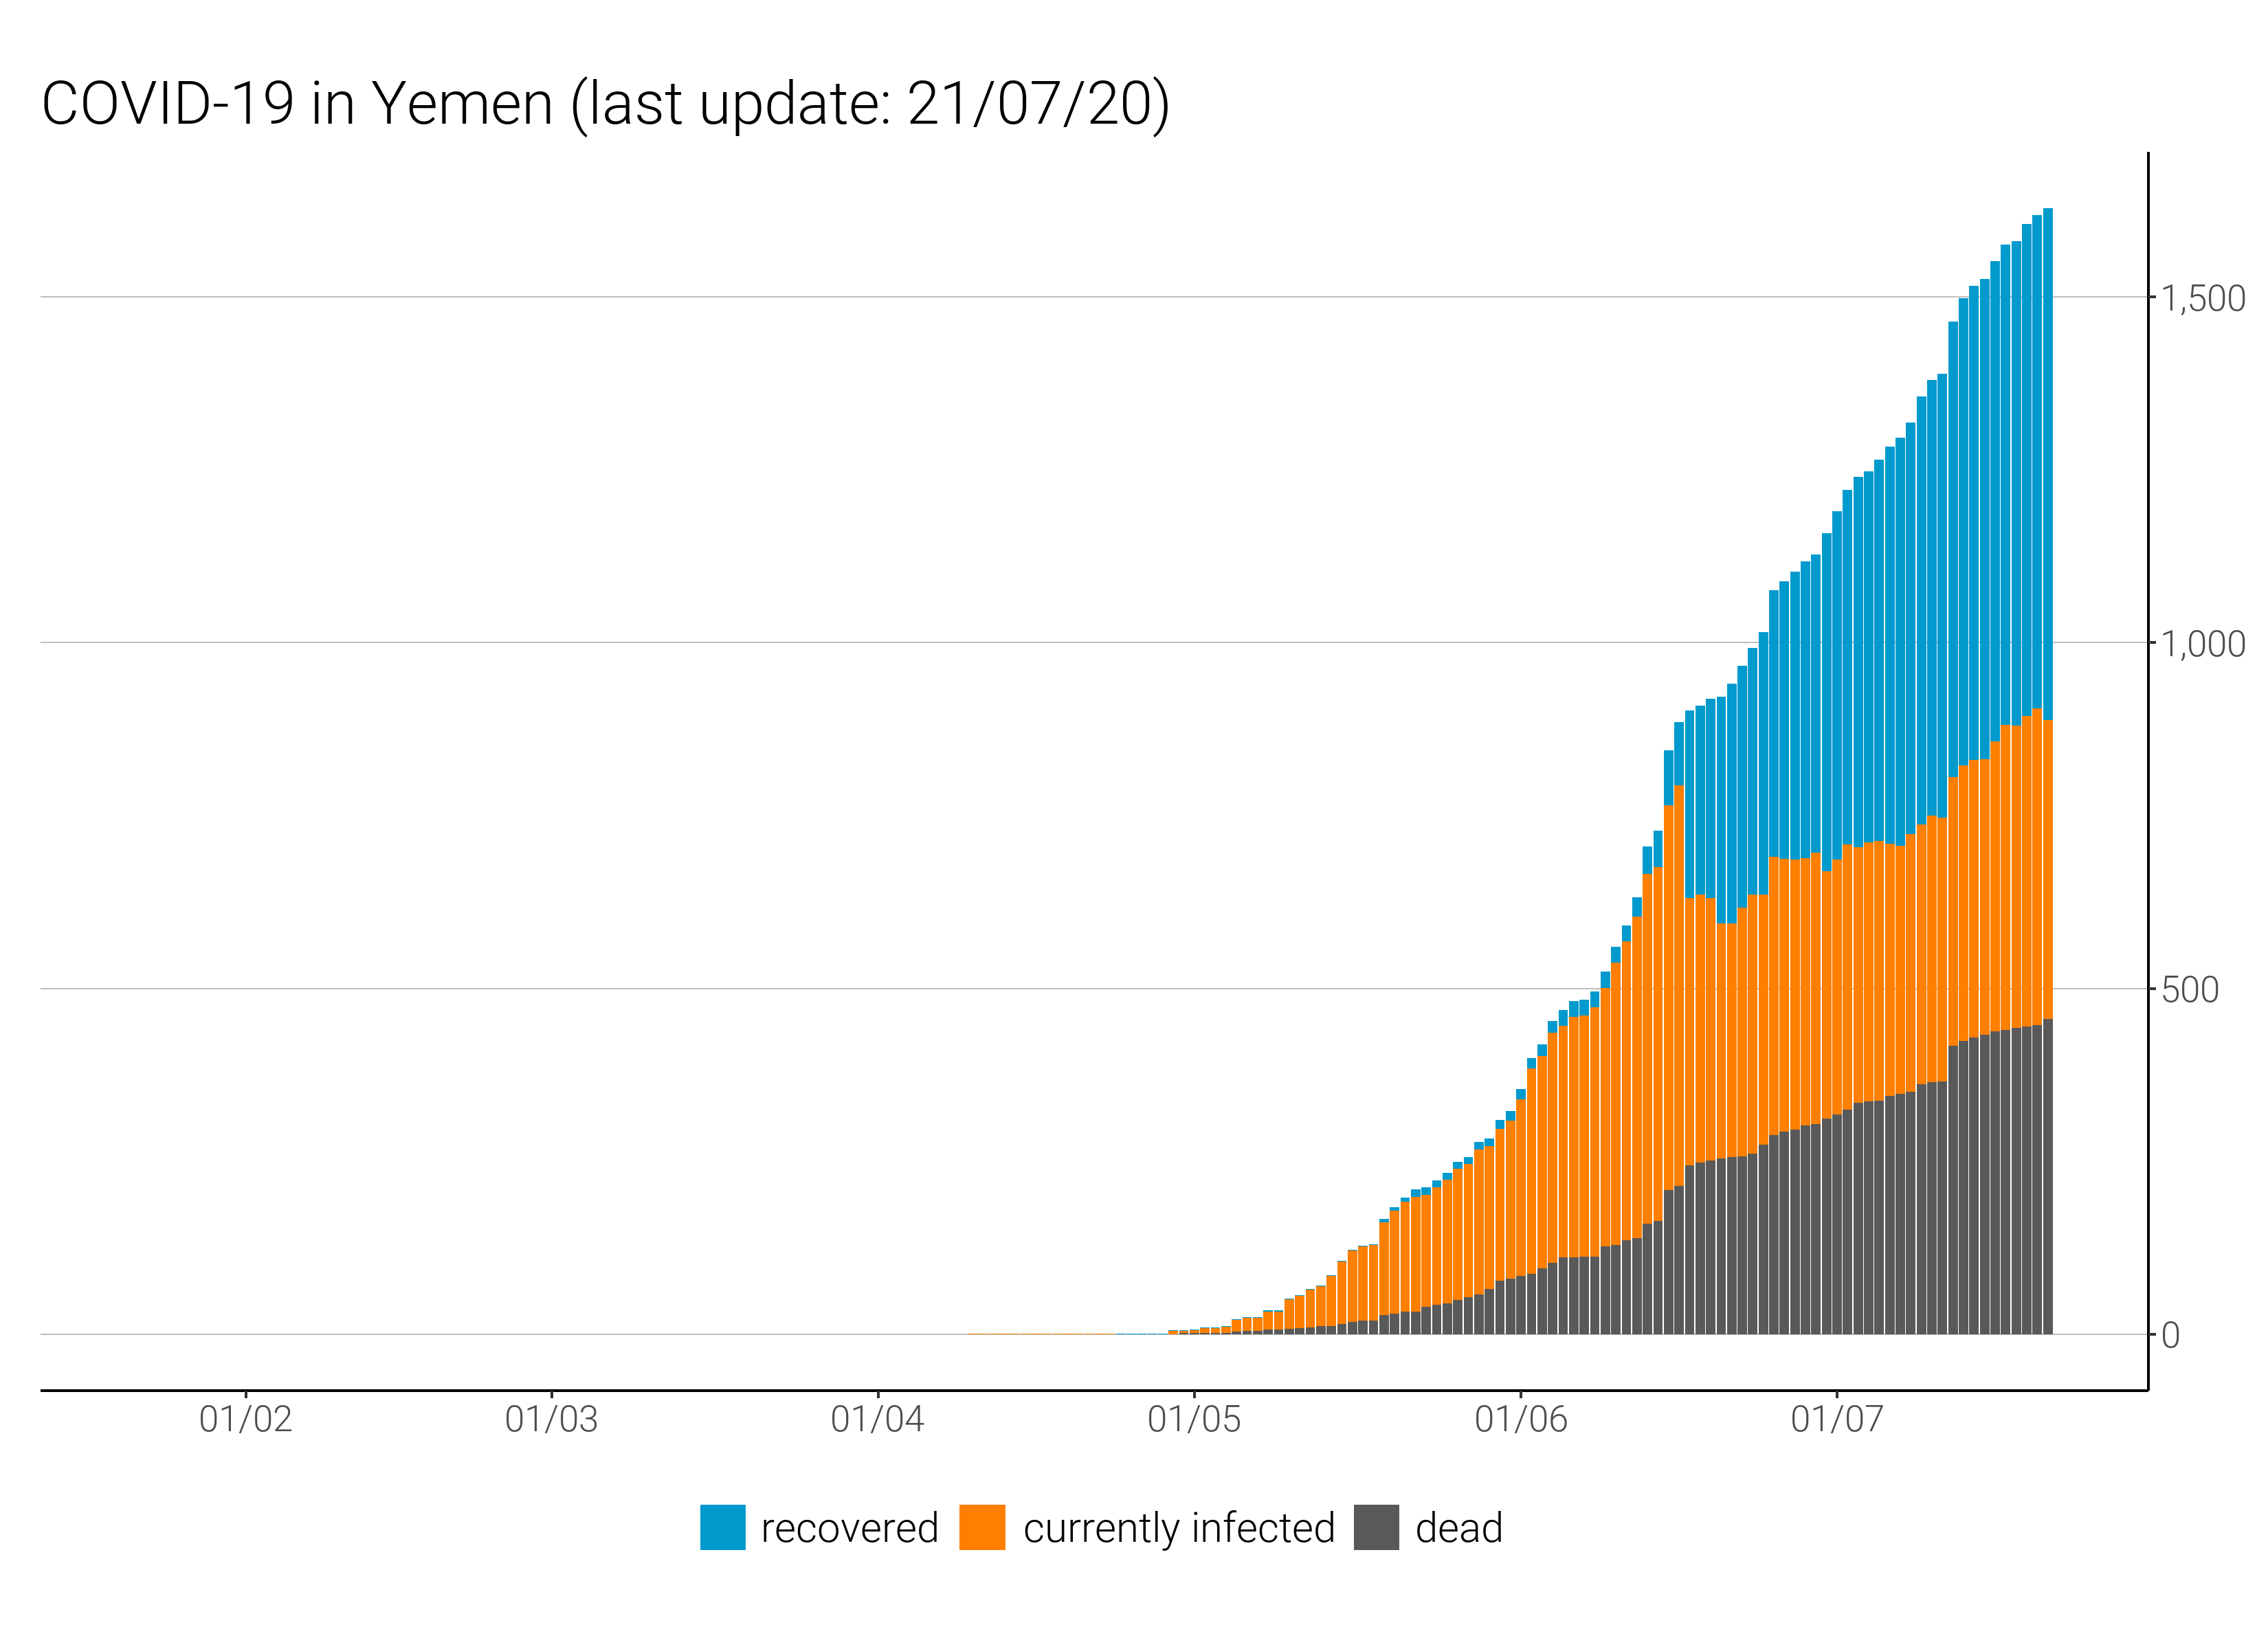 COVID-19 in Yemen (last update: 21/07/20)
1,500
1,000
500
0
01/02 01/03 01/04 01/05 01/06 01/07
recovered currently infected dead